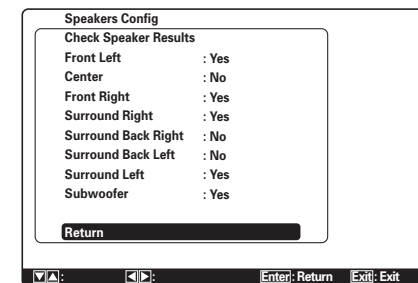 Speakers Config
Check Speaker Results
Front Left : Yes
Center : No
Front Right : Yes
Surround Right : Yes
Surround Back Right : No
Surround Back Left : No
Surround Left : Yes
Subwoofer : Yes
Return
▼▲: ◀▶: Enter: Return Exit: Exit